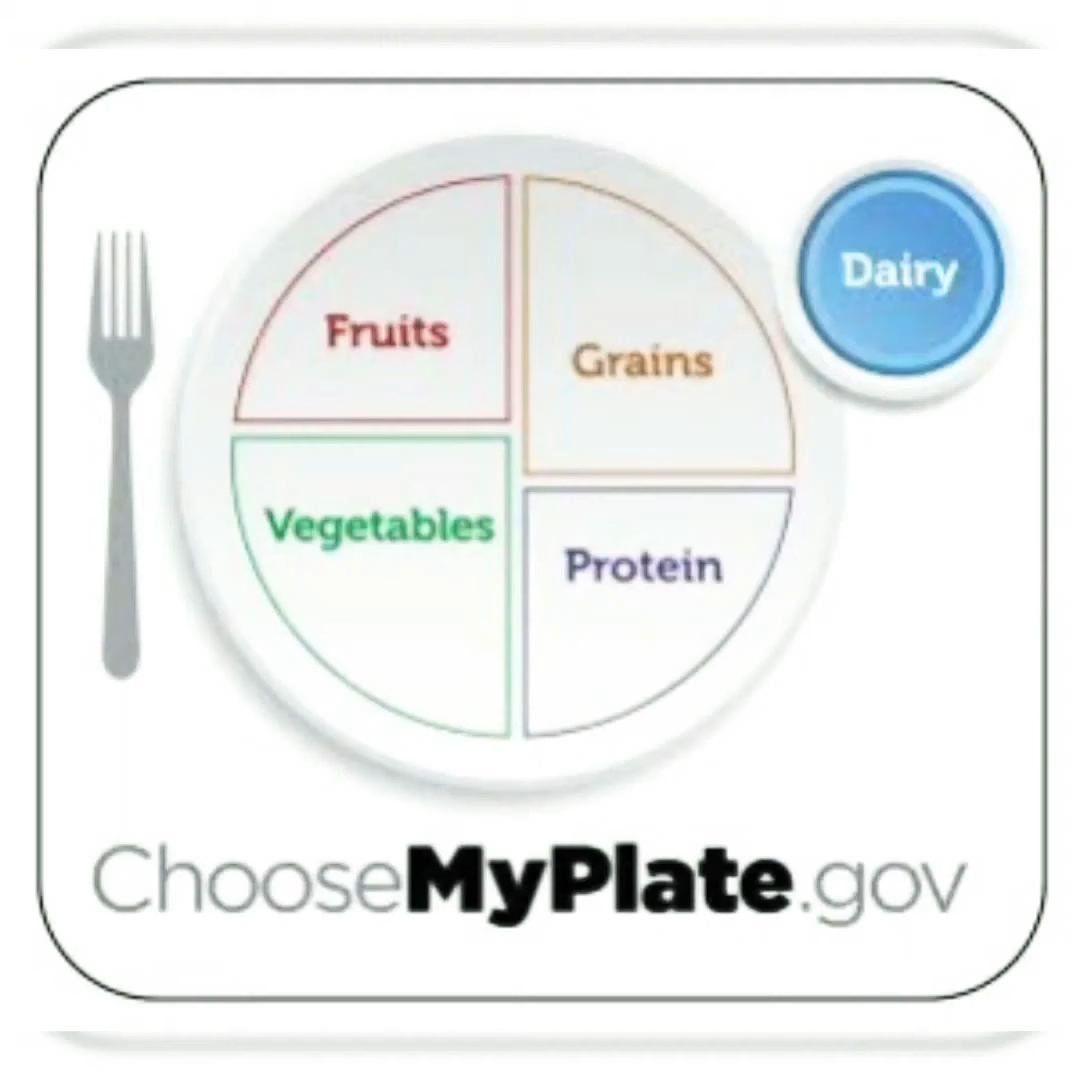 Fruits
Grains
Dairy
Vegetables
Protein
ChooseMyPlate.gov